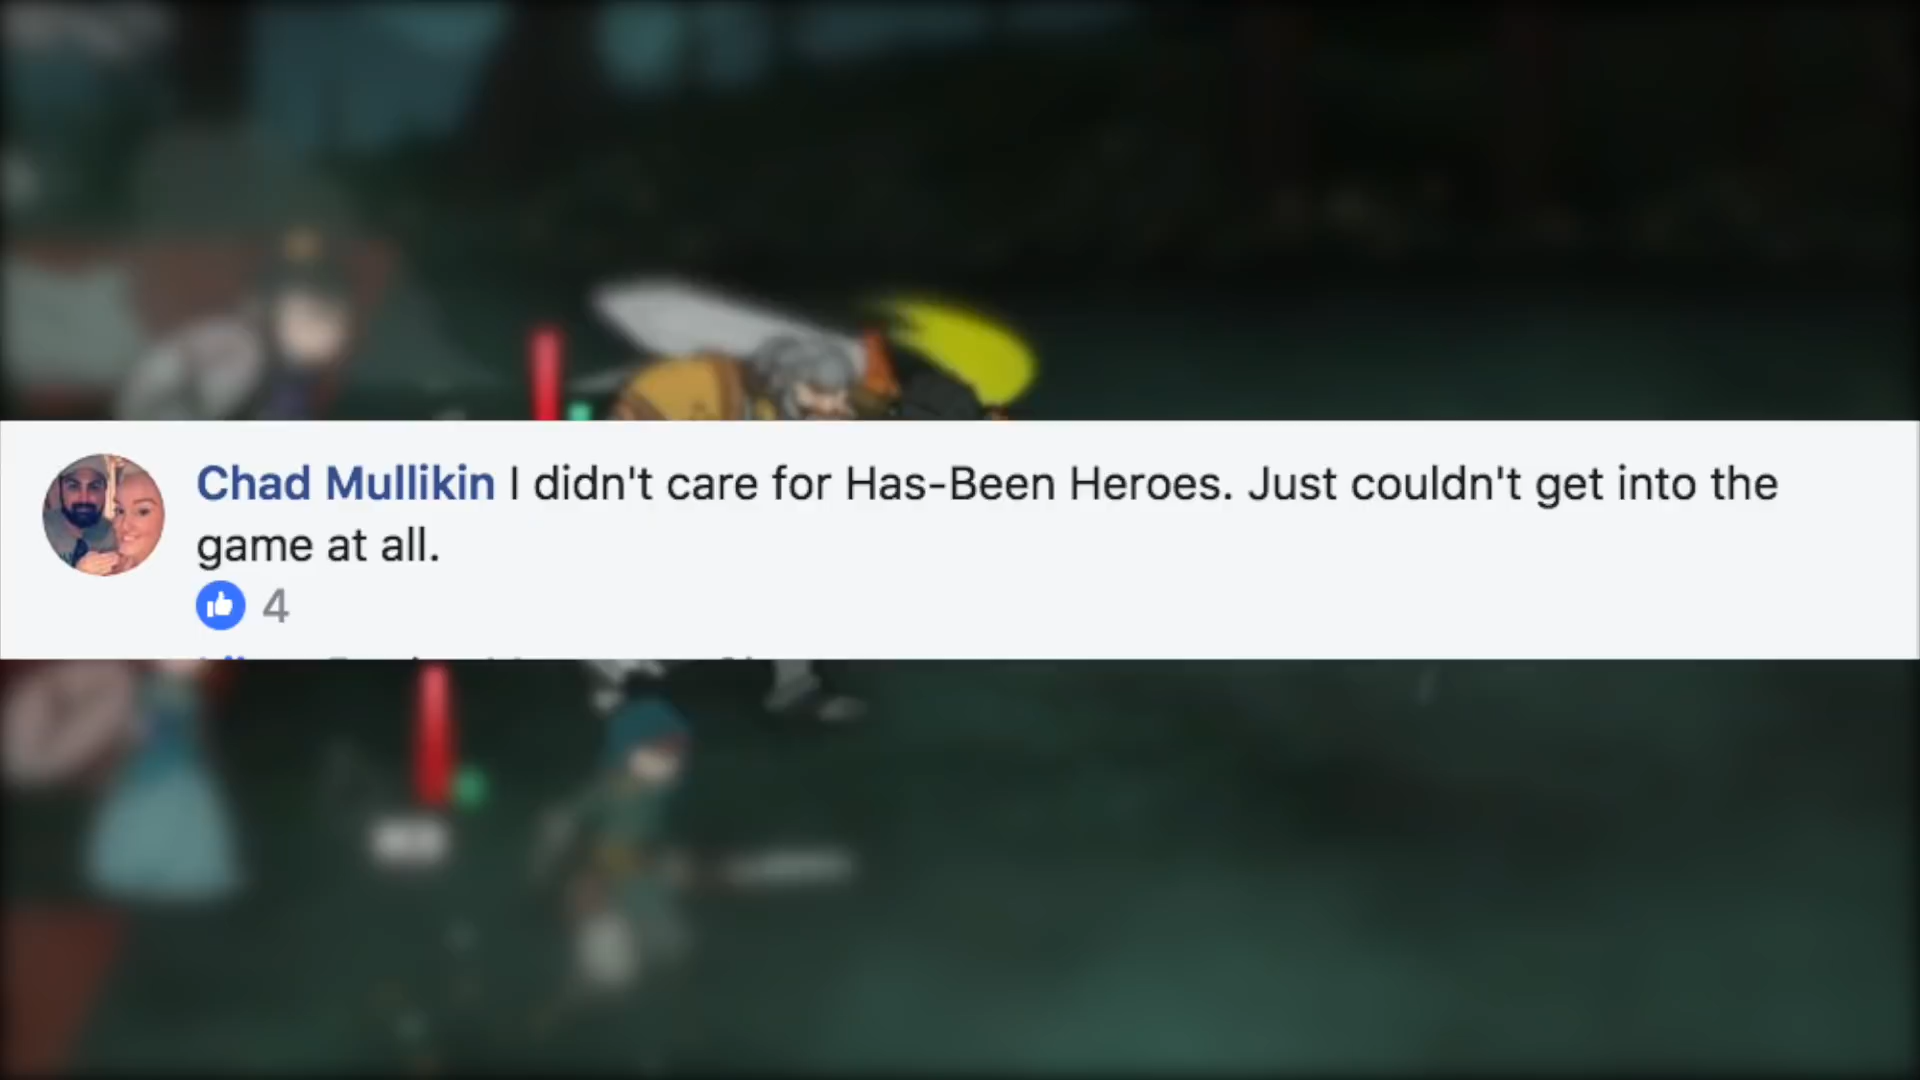 Chad Mullikin I didn't care for Has-Been Heroes. Just couldn't get into the
game at all.
4